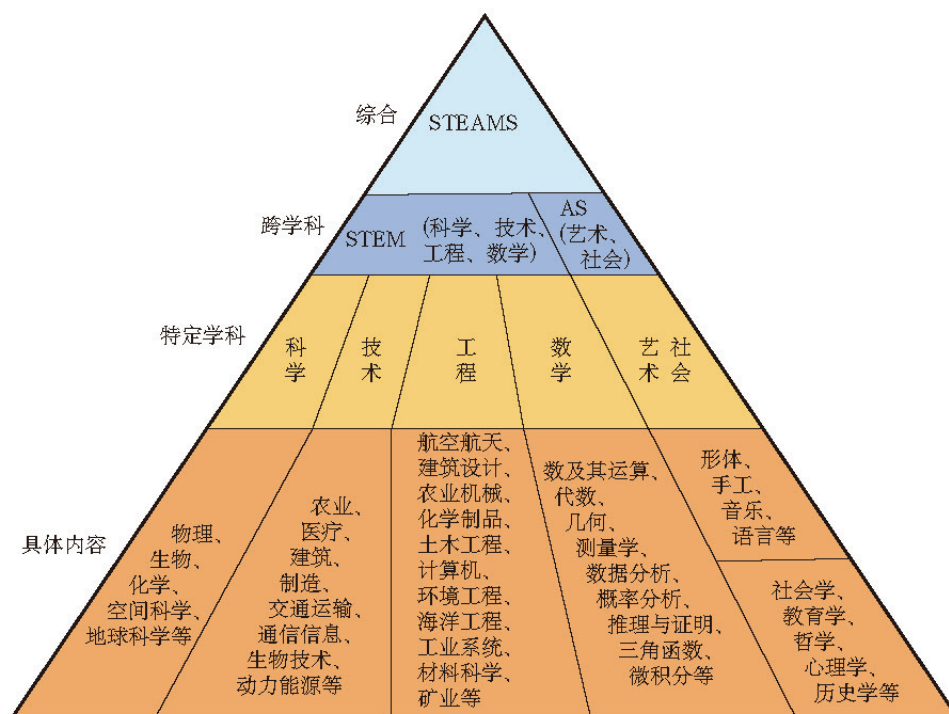 综合
STEAMS
跨学科
STEM
(科学、技术、
工程、数学)
AS
(艺术、
社会)
特定学科
科学
技术
工程
数学
艺术
社会
具体内容
物理、
生物、
化学、
空间科学、
地球科学等
农业、
医疗、
建筑、
制造、
交通运输、
通信信息、
生物技术、
动力能源等
航空航天、
建筑设计、
农业机械、
化学制品、
土木工程、
计算机、
环境工程、
海洋工程、
工业系统、
材料科学、
矿业等
数及其运算、
代数、
几何、
测量学、
数据分析、
概率分析、
推理与证明、
三角函数、
微积分等
形体、
手工、
音乐、
语言等
社会学、
教育学、
哲学、
心理学、
历史学等